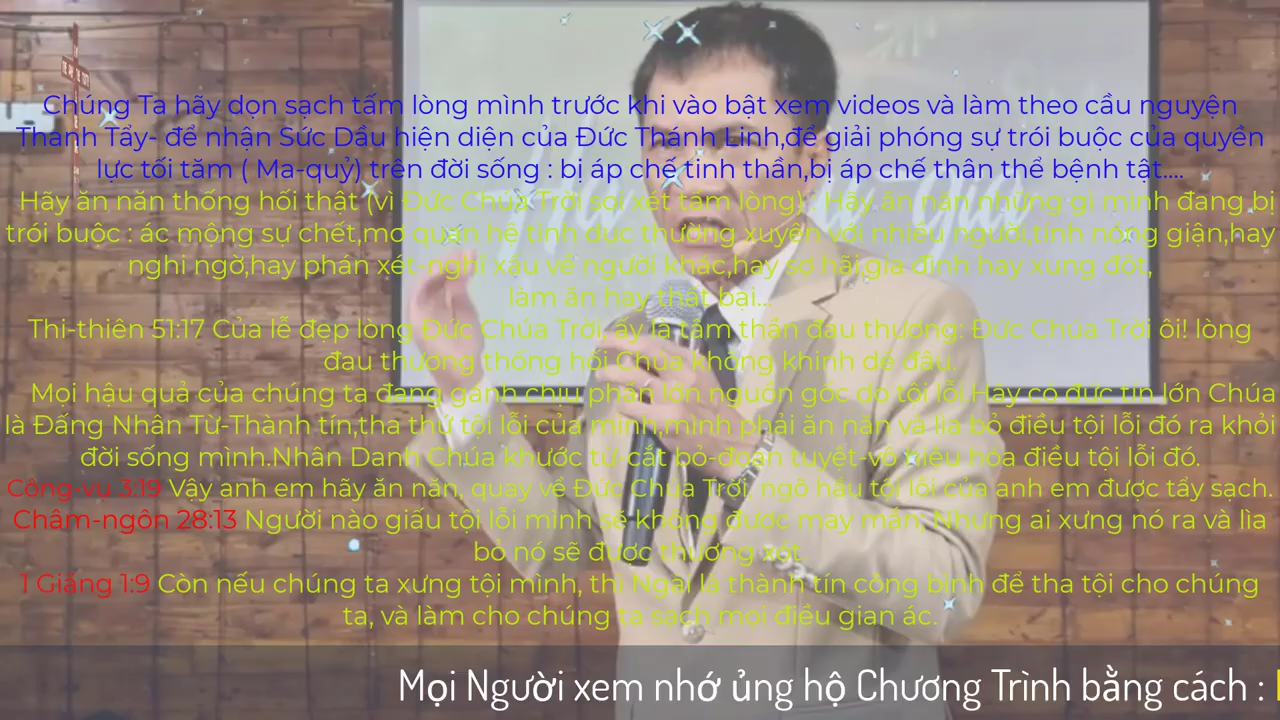 Chúng Ta hãy dọn sạch tấm lòng mình trước khi vào bật xem videos và làm theo cầu nguyện
Thanh Tẩy- để nhận Sức Dầu hiện diện của Đức Thánh Linh,để giải phóng sự trói buộc của quyền
lực tối tăm ( Ma-quỷ) trên đời sống : bị áp chế tinh thần,bị áp chế thân thể bệnh tật....
Hãy ăn năn thống hối thật (vì Đức Chúa Trời soi xét tấm lòng) : Hãy ăn năn những gì mình đang bị
trói buộc : ác mộng sự chết,mơ quan hệ tình dục thường xuyên với nhiều người,tính nóng giận,hay
nghi ngờ,hay phán xét-nghĩ xấu về người khác,hay sợ hãi,gia đình hay xung đột,
làm ăn hay thất bại...
Thi-thiên 51:17 Của lễ đẹp lòng Đức Chúa Trời, ấy là tâm thần đau thương: Đức Chúa Trời ôi! lòng
đau thương thống hối Chúa không khinh dể đâu.
Mọi hậu quả của chúng ta đang gánh chịu phần lớn nguồn gốc do tội lỗi.Hãy có đức tin lớn Chúa
là Đấng Nhân Từ-Thành tín,tha thứ tội lỗi của mình.mình phải ăn năn và lìa bỏ điều tội lỗi đó ra khỏi
đời sống mình.Nhân Danh Chúa khước từ-cắt bỏ-đoạn tuyệt-vô hiệu hóa điều tội lỗi đó.
Công-vụ 3:19 Vậy anh em hãy ăn năn, quay về Đức Chúa Trời, ngõ hầu tội lỗi của anh em được tẩy sạch.
Châm-ngôn 28:13 Người nào giấu tội lỗi mình sẽ không được may mắn; Nhưng ai xưng nó ra và lìa
bỏ nó sẽ được thương xót.
1 Giăng 1:9 Còn nếu chúng ta xưng tội mình, thì Ngài là thành tín công bình để tha tội cho chúng
ta, và làm cho chúng ta sạch mọi điều gian ác.
Mọi Người xem nhớ ủng hộ Chương Trình bằng cách :